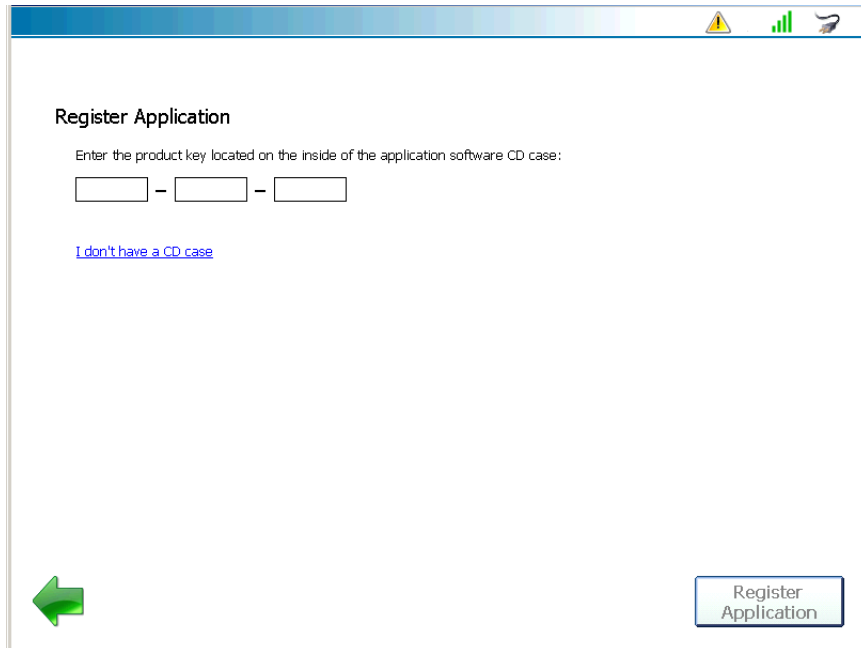 Register Application
Enter the product key located on the inside of the application software CD case:
– –
I don't have a CD case
Register
Application